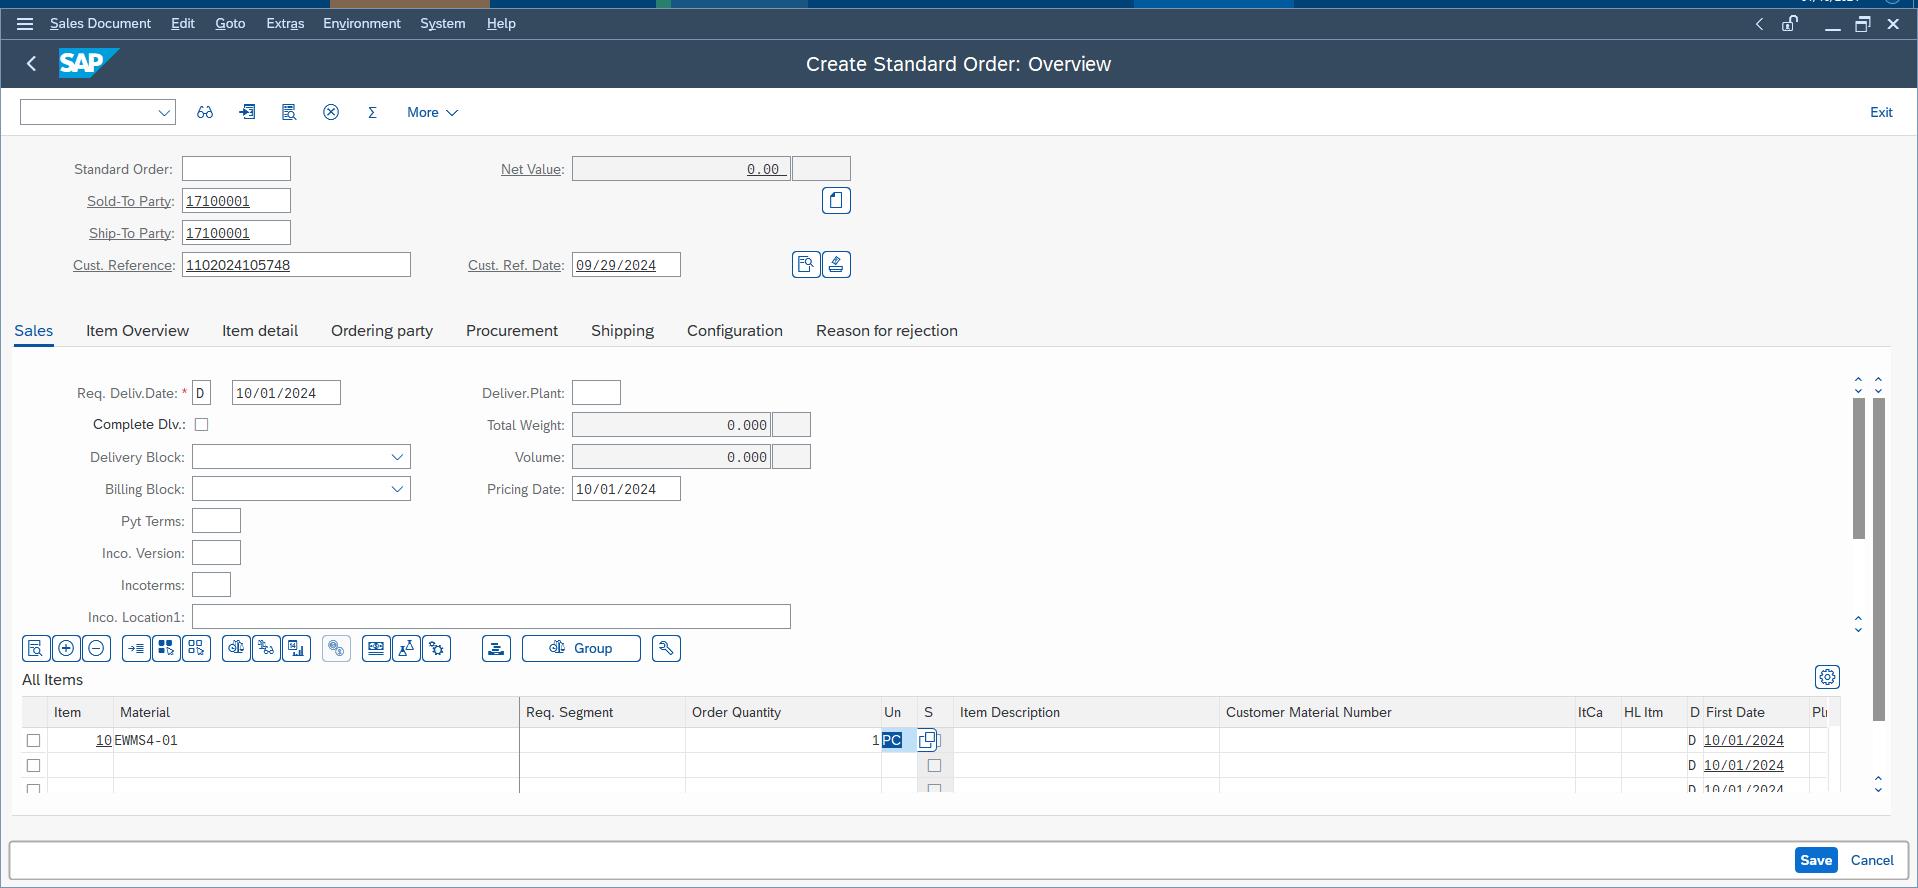 Sales Document Edit Goto Extras Environment System Help
SAP Create Standard Order: Overview
More Exit
Standard Order: Net Value: 0.00
Sold-To Party: 17100001
Ship-To Party: 17100001
Cust. Reference: 1102024105748 Cust. Ref. Date: 09/29/2024
Sales Item Overview Item detail Ordering party Procurement Shipping Configuration Reason for rejection
Req. Deliv.Date: * D 10/01/2024 Deliver.Plant:
Complete Dlv.: Total Weight: 0.000
Delivery Block: Volume: 0.000
Billing Block: Pricing Date: 10/01/2024
Pyt Terms:
Inco. Version:
Incoterms:
Inco. Location1:
Group
All Items
Item Material Req. Segment Order Quantity Un S Item Description Customer Material Number ItCa HL Itm D First Date
10 EWMS4-01 1 PC D 10/01/2024
D 10/01/2024
D 10/01/2024
Save Cancel